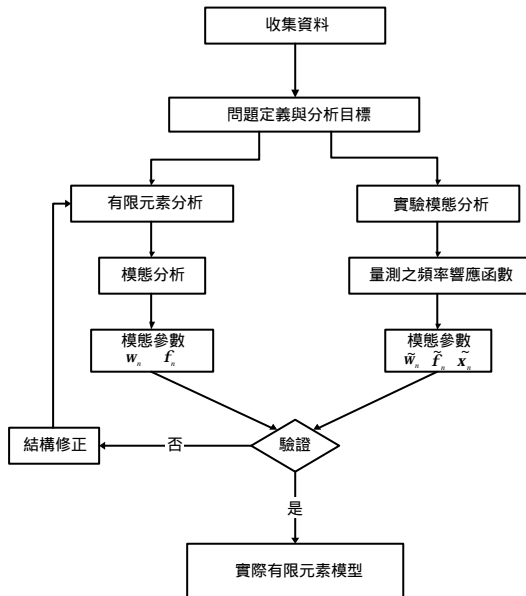 收集資料
問題定義與分析目標
有限元素分析
實驗模態分析
模態分析
量測之頻率響應函數
模態參數
w_n f_n
模態參數
w̃_n f̃_n x̃_n
結構修正
否
驗證
是
實際有限元素模型